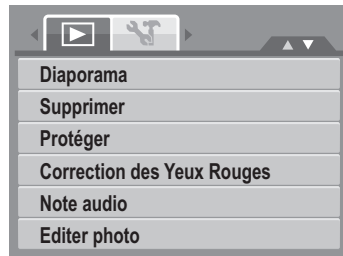 Diaporama
Supprimer
Protéger
Correction des Yeux Rouges
Note audio
Editer photo